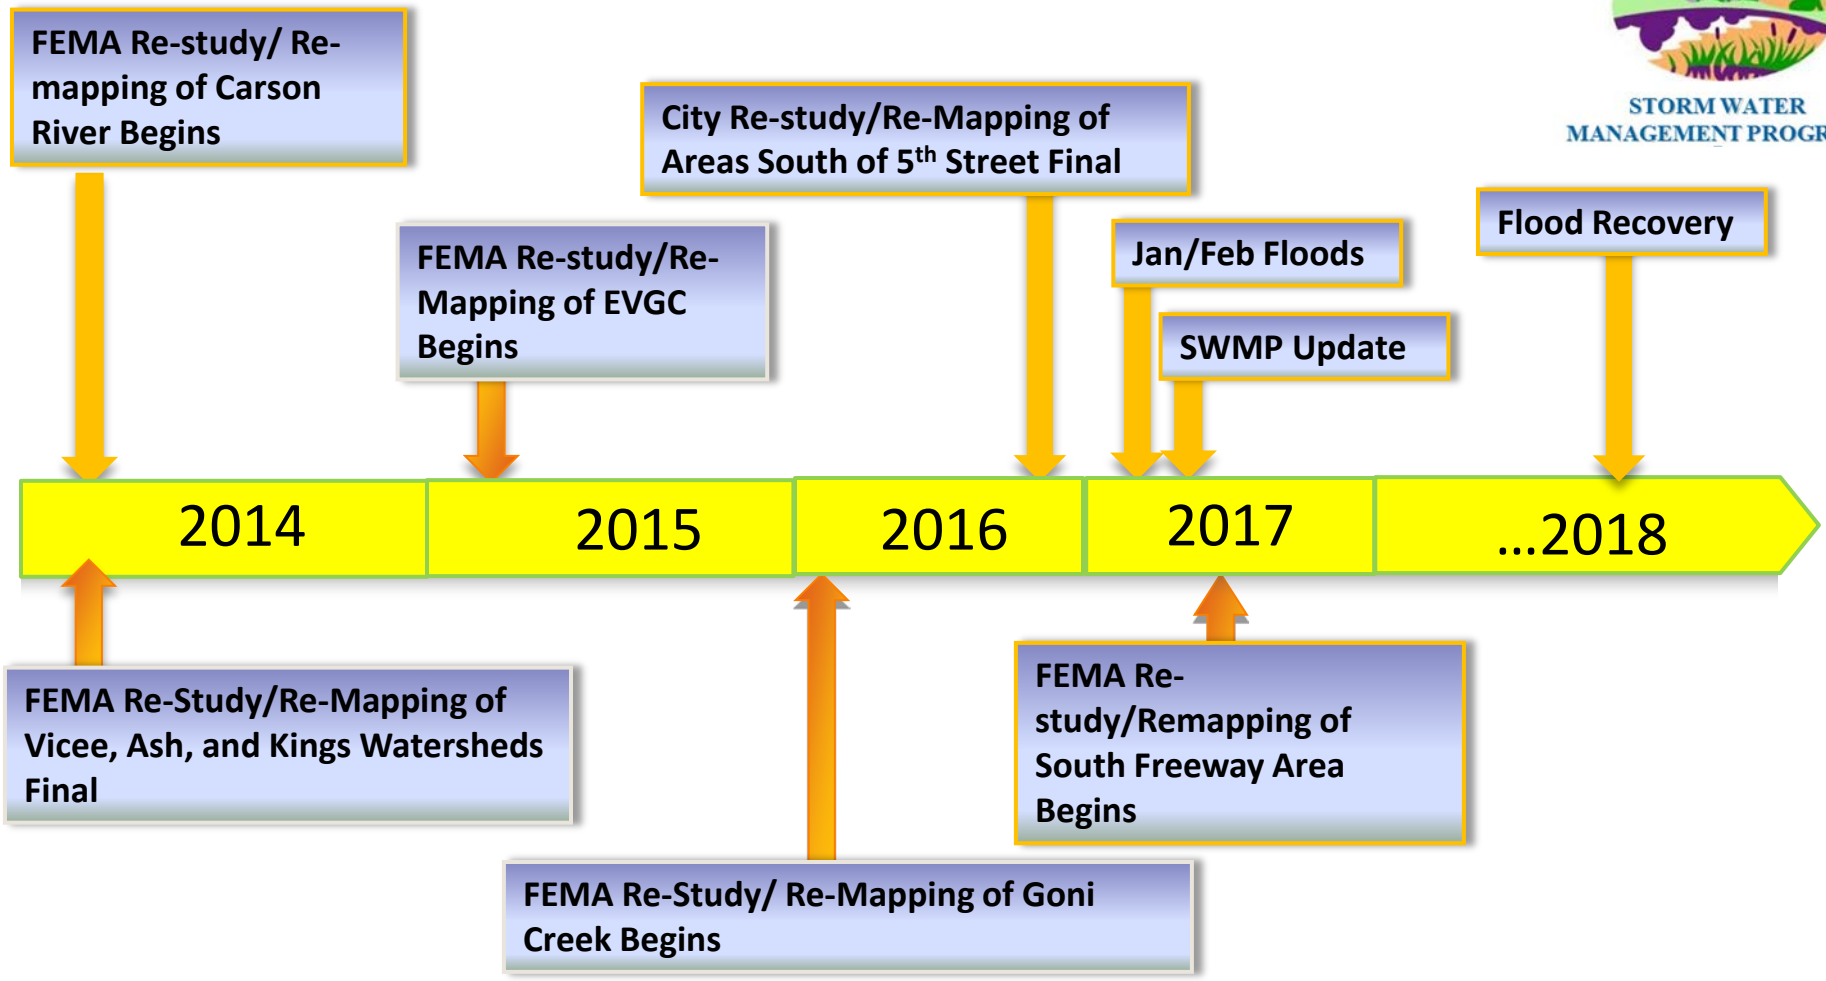 FEMA Re-study/ Re-
mapping of Carson
River Begins
STORM WATER
MANAGEMENT
City Re-study/Re-Mapping of
Areas South of 5th Street Final
Flood Recovery
FEMA Re-study/Re-
Mapping of EVGC
Begins
Jan/Feb Floods
SWMP Update
2014
2015
2016
2017
...2018
FEMA Re-Study/Re-Mapping of
Vicee, Ash, and Kings Watersheds
Final
FEMA Re-
study/Remapping of
South Freeway Area
Begins
FEMA Re-Study/ Re-Mapping of Goni
Creek Begins